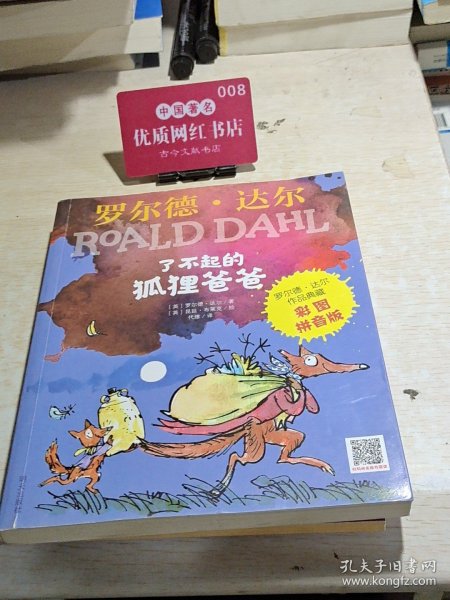 008
中国著名
优质网红书店
古今文献书店
罗尔德·达尔
ROALD DAHL
了不起的
狐狸爸爸
[英]罗尔德·达尔/著
[英]昆廷·布莱克/绘
代维/译
罗尔德·达尔
作品典藏
彩图
拼音版
孔夫子旧书网
www.kongfz.com